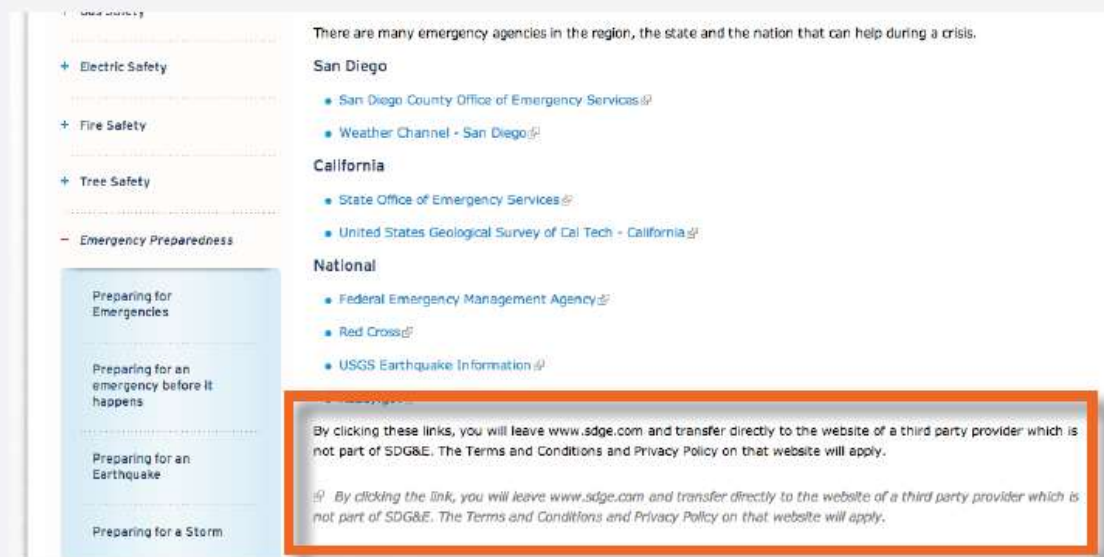 There are many emergency agencies in the region, the state and the nation that can help during a crisis.
+ Electric Safety
+ Fire Safety
+ Tree Safety
– Emergency Preparedness
Preparing for
Emergencies
Preparing for an
emergency before it
happens
Preparing for an
Earthquake
Preparing for a Storm
San Diego
• San Diego County Office of Emergency Services
• Weather Channel - San Diego
California
• State Office of Emergency Services
• United States Geological Survey of Cal Tech - California
National
• Federal Emergency Management Agency
• Red Cross
• USGS Earthquake Information
By clicking these links, you will leave www.sdge.com and transfer directly to the website of a third party provider which is
not part of SDG&E. The Terms and Conditions and Privacy Policy on that website will apply.
By clicking the link, you will leave www.sdge.com and transfer directly to the website of a third party provider which is
not part of SDG&E. The Terms and Conditions and Privacy Policy on that website will apply.